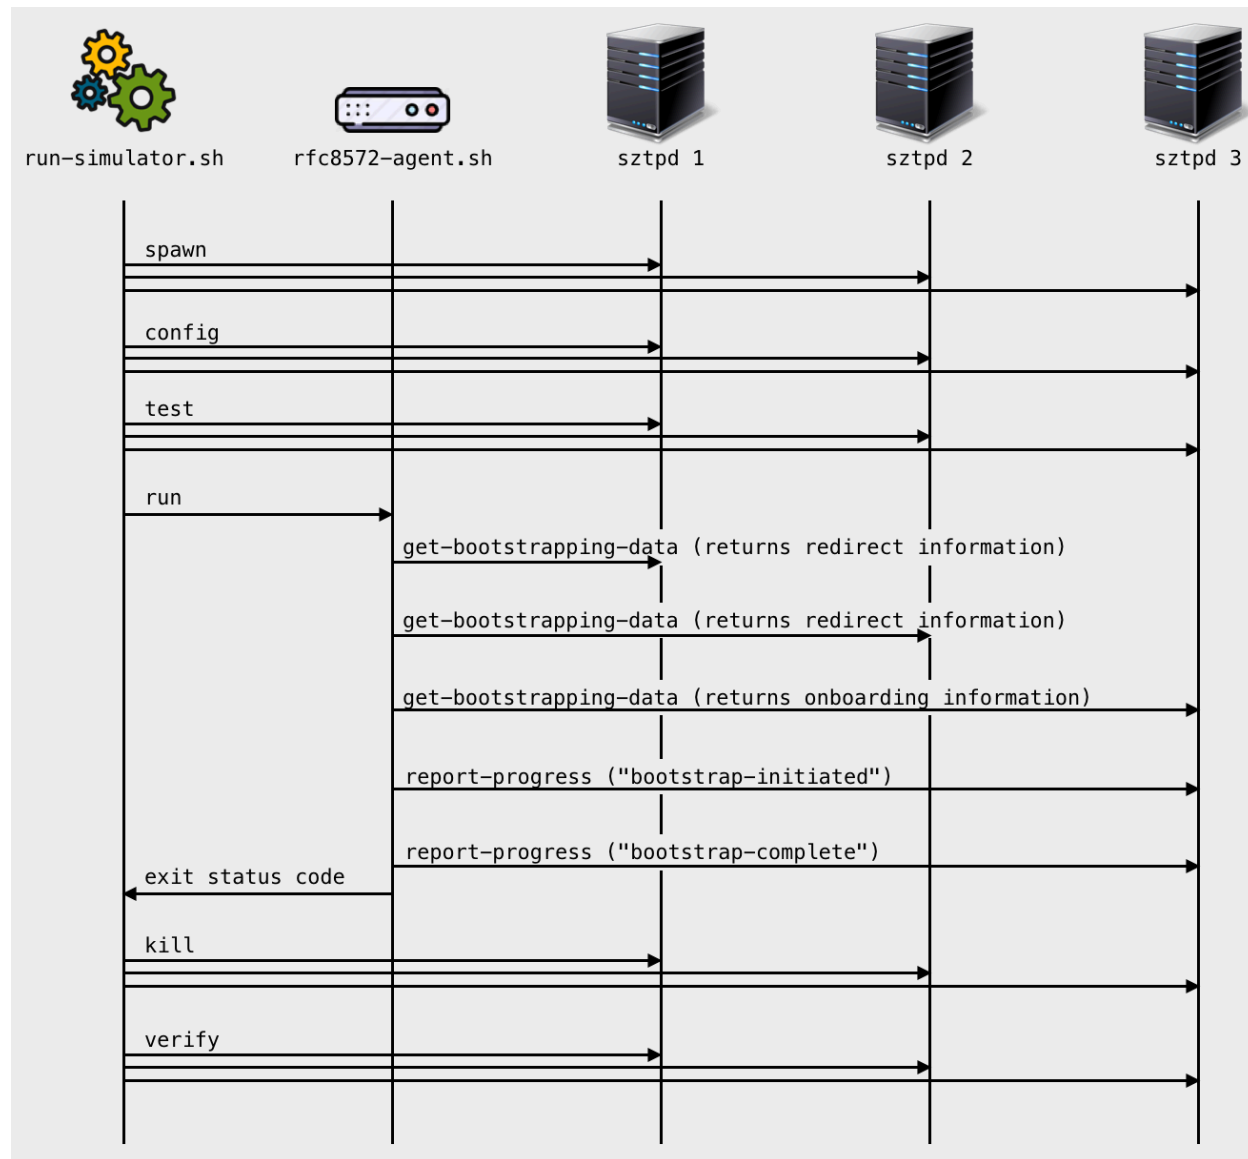 run-simulator.sh rfc8572-agent.sh sztpd 1 sztpd 2 sztpd 3
spawn
config
test
run
get-bootstrapping-data (returns redirect information)
get-bootstrapping-data (returns redirect information)
get-bootstrapping-data (returns onboarding information)
report-progress ("bootstrap-initiated")
report-progress ("bootstrap-complete")
exit status code
kill
verify